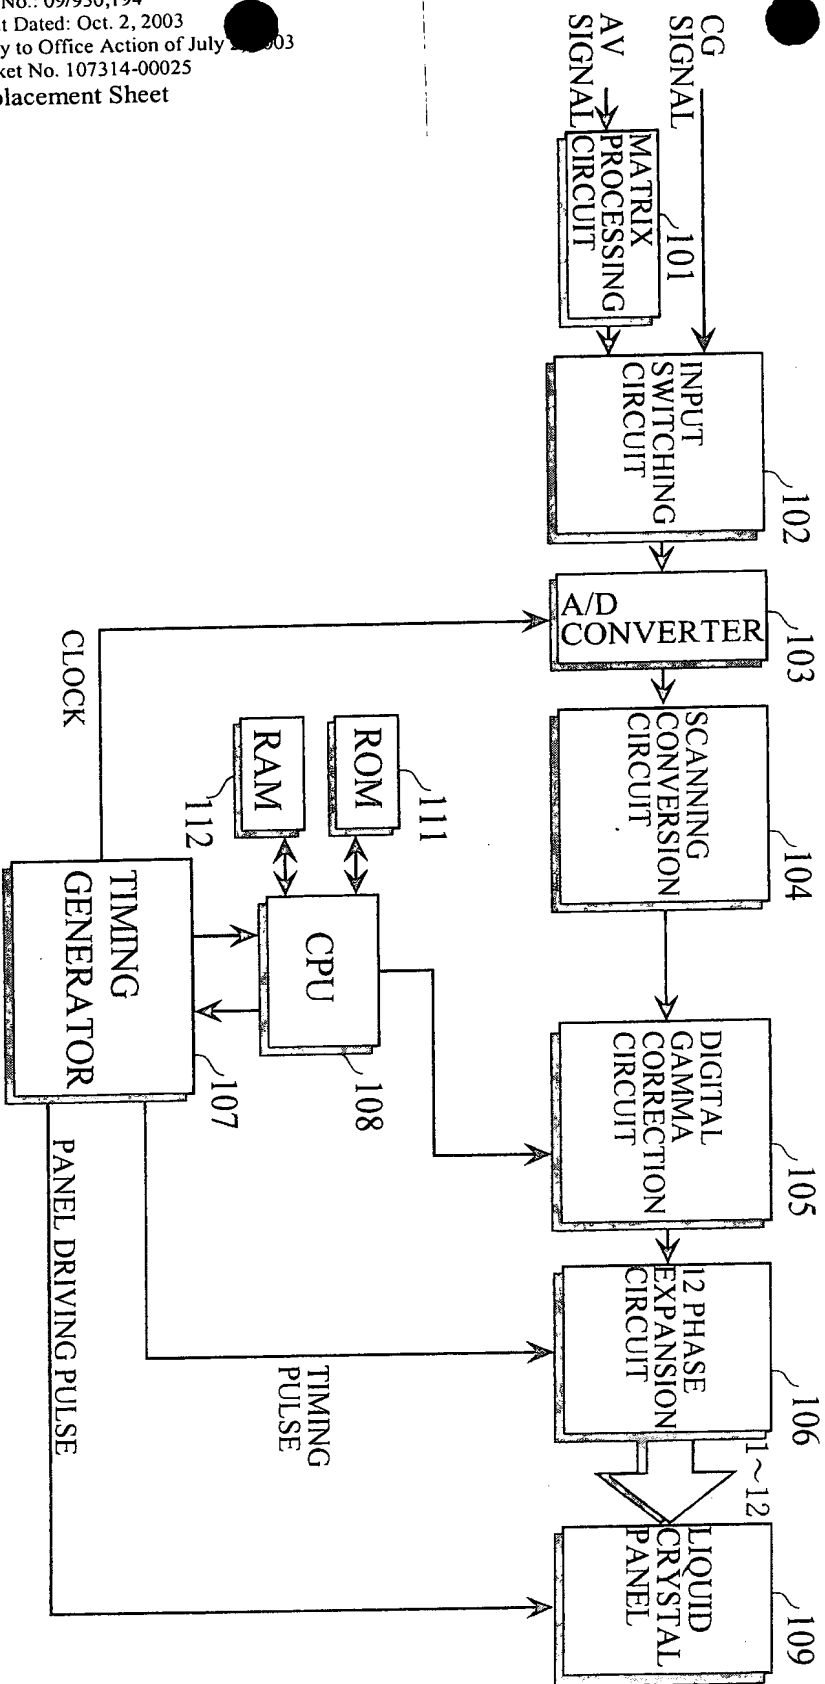 No.: 09/930,194
t Dated: Oct. 2, 2003
y to Office Action of July 2, 2003
ket No. 107314-00025
placement Sheet
CG
SIGNAL
AV
SIGNAL
MATRIX
PROCESSING
CIRCUIT
101
INPUT
SWITCHING
CIRCUIT
102
A/D
CONVERTER
103
SCANNING
CONVERSION
CIRCUIT
104
DIGITAL
GAMMA
CORRECTION
CIRCUIT
105
12 PHASE
EXPANSION
CIRCUIT
106
1~12
LIQUID
CRYSTAL
PANEL
109
ROM
111
RAM
112
CPU
108
CLOCK
TIMING
GENERATOR
107
TIMING
PULSE
PANEL DRIVING PULSE